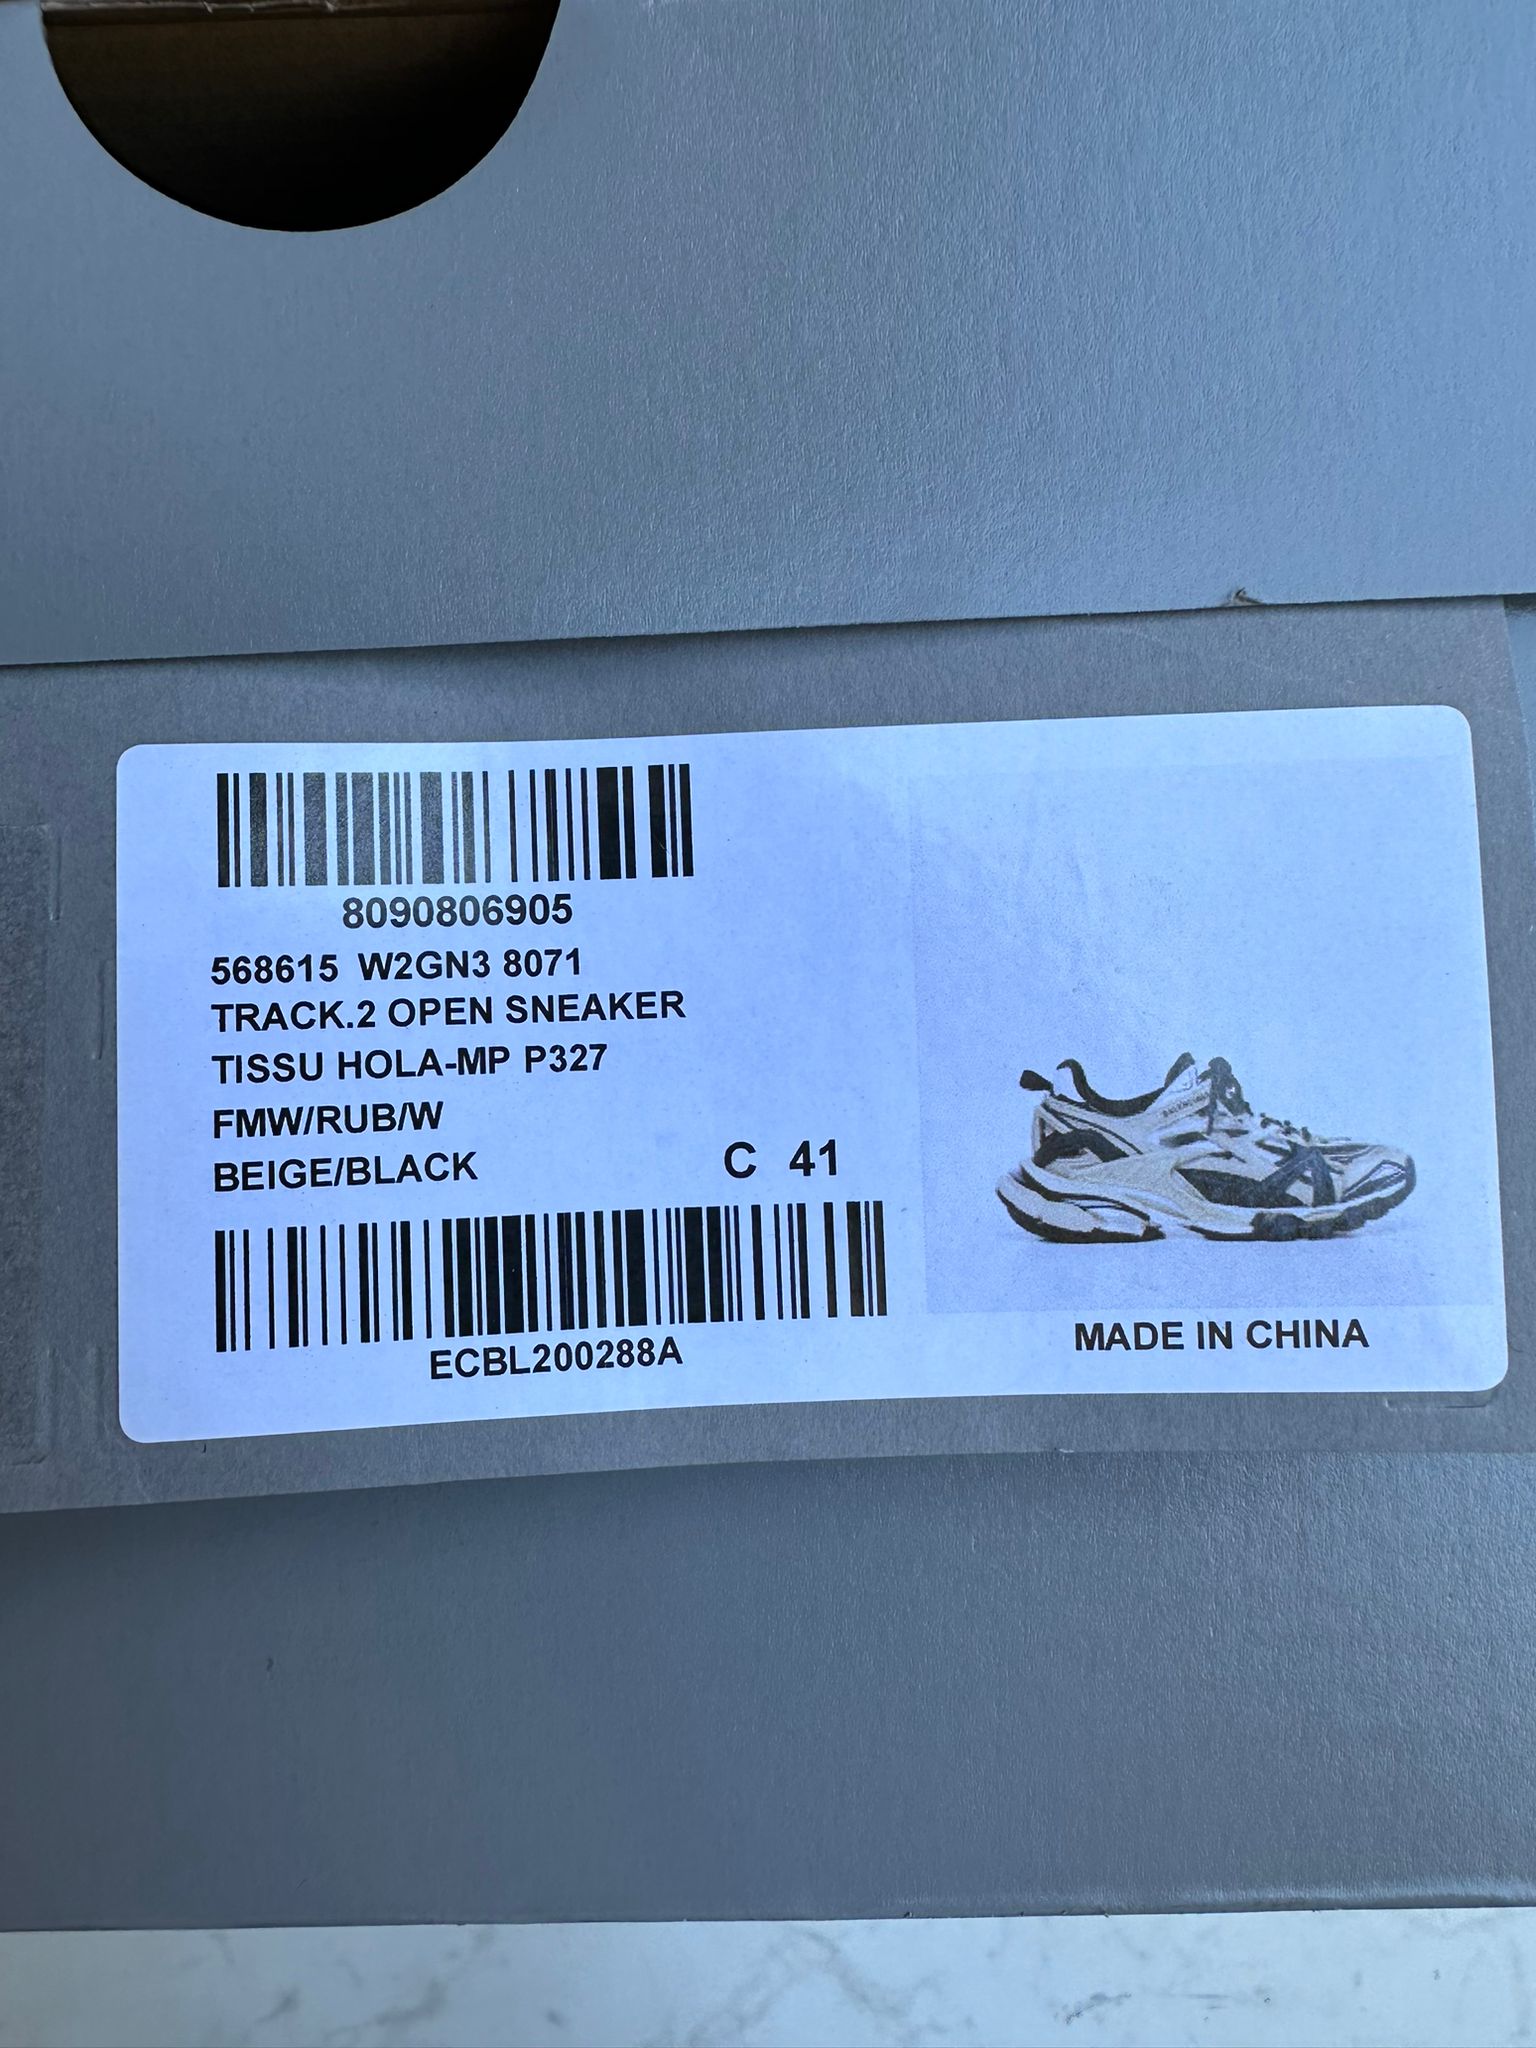 8090806905
568615 W2GN3 8071
TRACK.2 OPEN SNEAKER
TISSU HOLA-MP P327
FMW/RUB/W
BEIGE/BLACK C 41
ECBL200288A
MADE IN CHINA